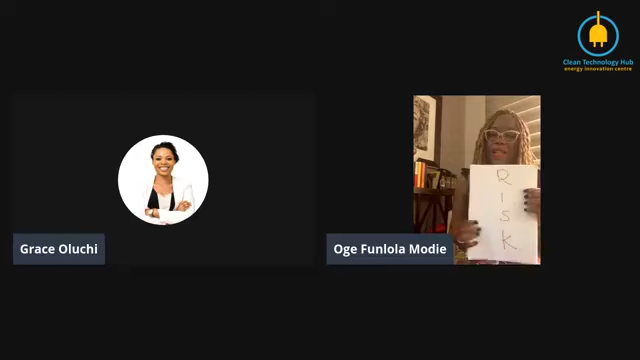 Clean Technology Hub
energy innovation centre
R
I
S
K
Grace Oluchi
Oge Funlola Modie